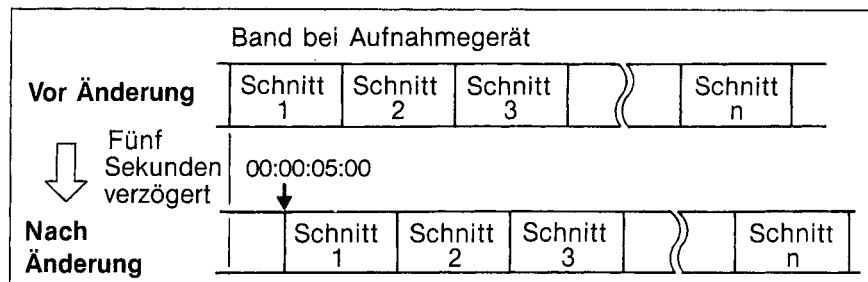 Band bei Aufnahmegerät
Vor Änderung
Schnitt 1
Schnitt 2
Schnitt 3
Schnitt n
Fünf
Sekunden
verzögert
00:00:05:00
Nach
Änderung
Schnitt 1
Schnitt 2
Schnitt 3
Schnitt n